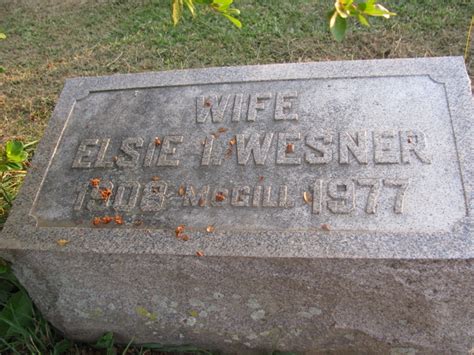 WIFE
ELSIE I. WESNER
1908 McGILL 1977